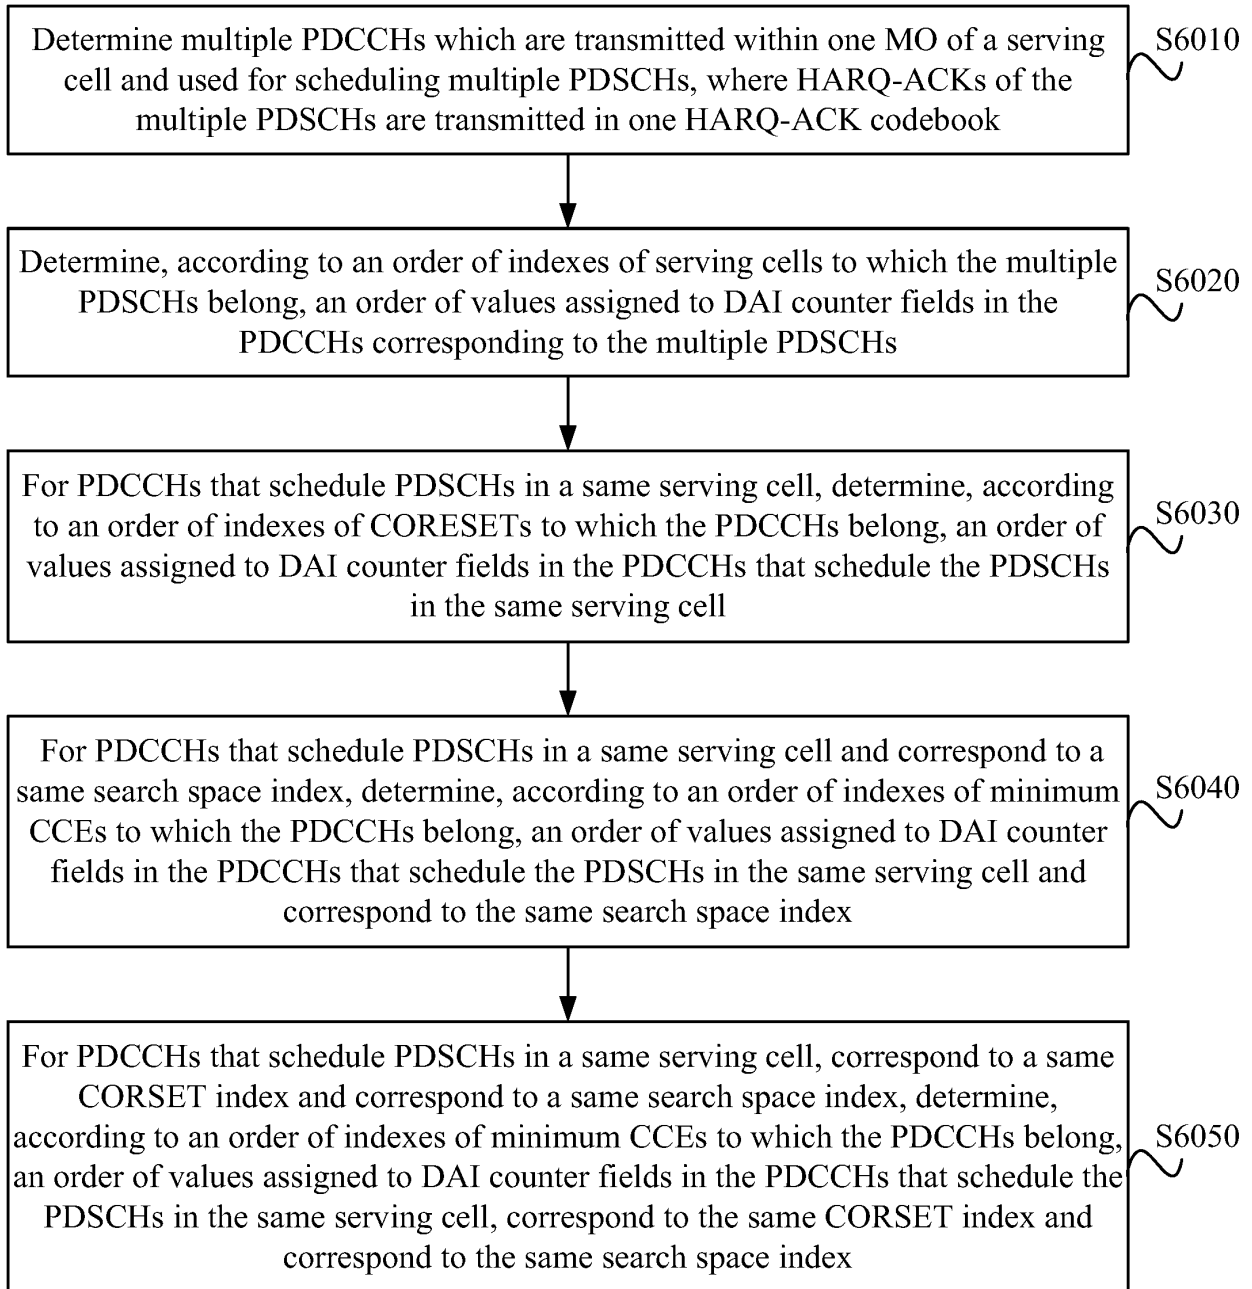 Determine multiple PDCCHs which are transmitted within one MO of a serving
cell and used for scheduling multiple PDSCHs, where HARQ-ACKs of the
multiple PDSCHs are transmitted in one HARQ-ACK codebook
S6010
Determine, according to an order of indexes of serving cells to which the multiple
PDSCHs belong, an order of values assigned to DAI counter fields in the
PDCCHs corresponding to the multiple PDSCHs
S6020
For PDCCHs that schedule PDSCHs in a same serving cell, determine, according
to an order of indexes of CORESETs to which the PDCCHs belong, an order of
values assigned to DAI counter fields in the PDCCHs that schedule the PDSCHs
in the same serving cell
S6030
For PDCCHs that schedule PDSCHs in a same serving cell and correspond to a
same search space index, determine, according to an order of indexes of minimum
CCEs to which the PDCCHs belong, an order of values assigned to DAI counter
fields in the PDCCHs that schedule the PDSCHs in the same serving cell and
correspond to the same search space index
S6040
For PDCCHs that schedule PDSCHs in a same serving cell, correspond to a same
CORSET index and correspond to a same search space index, determine,
according to an order of indexes of minimum CCEs to which the PDCCHs belong,
an order of values assigned to DAI counter fields in the PDCCHs that schedule the
PDSCHs in the same serving cell, correspond to the same CORSET index and
correspond to the same search space index
S6050